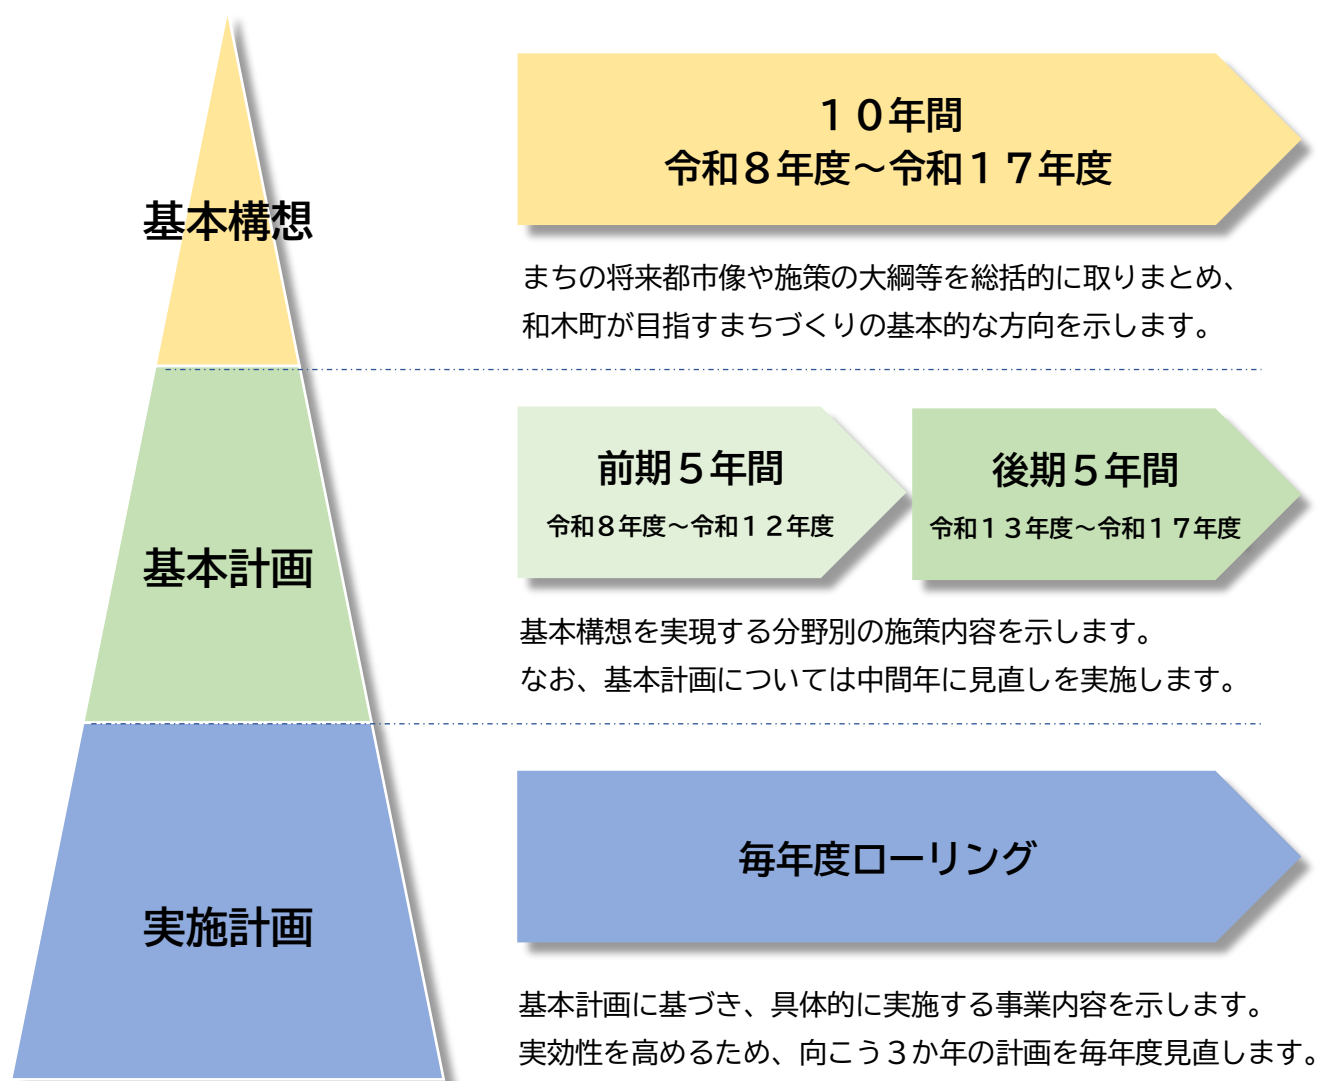 基本構想
１０年間
令和８年度～令和１７年度
まちの将来都市像や施策の大綱等を総括的に取りまとめ、
和木町が目指すまちづくりの基本的な方向を示します。
基本計画
前期５年間
令和８年度～令和１２年度
後期５年間
令和１３年度～令和１７年度
基本構想を実現する分野別の施策内容を示します。
なお、基本計画については中間年に見直しを実施します。
実施計画
毎年度ローリング
基本計画に基づき、具体的に実施する事業内容を示します。
実効性を高めるため、向こう３か年の計画を毎年度見直します。